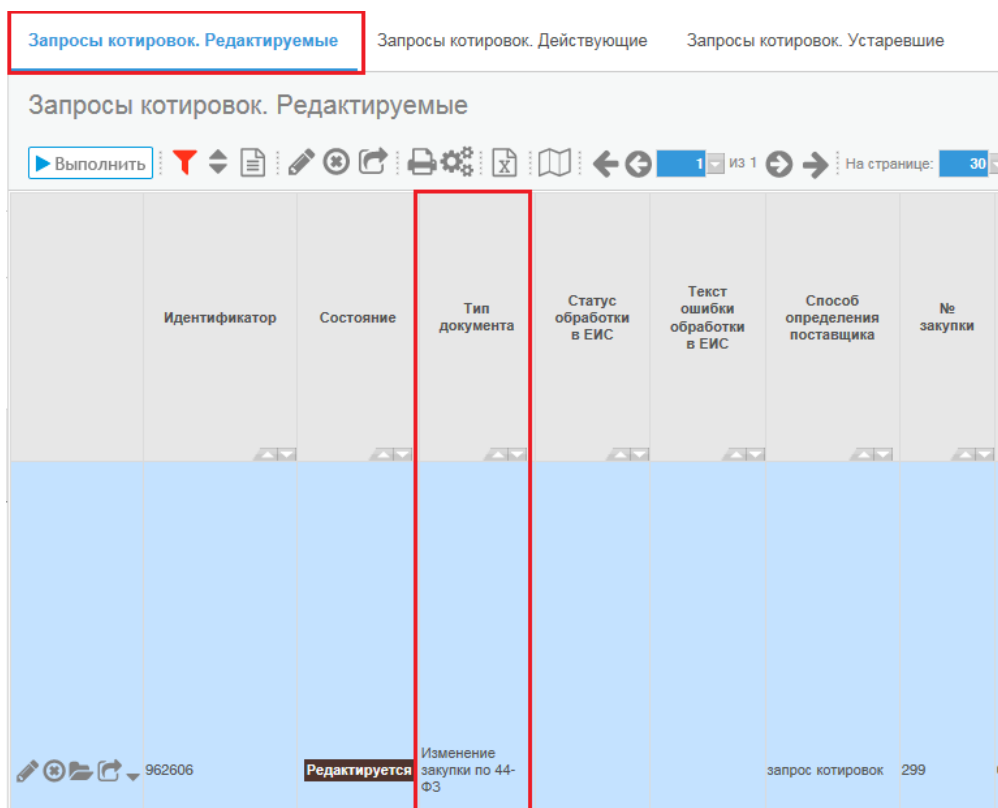 Запросы котировок. Редактируемые Запросы котировок. Действующие Запросы котировок. Устаревшие
Запросы котировок. Редактируемые
Выполнить 1 из 1 На странице: 30
Идентификатор
Состояние
Тип
документа
Статус
обработки
в ЕИС
Текст
ошибки
обработки
в ЕИС
Способ
определения
поставщика
№
закупки
962606
Редактируется
Изменение
закупки по 44-
ФЗ
запрос котировок
299